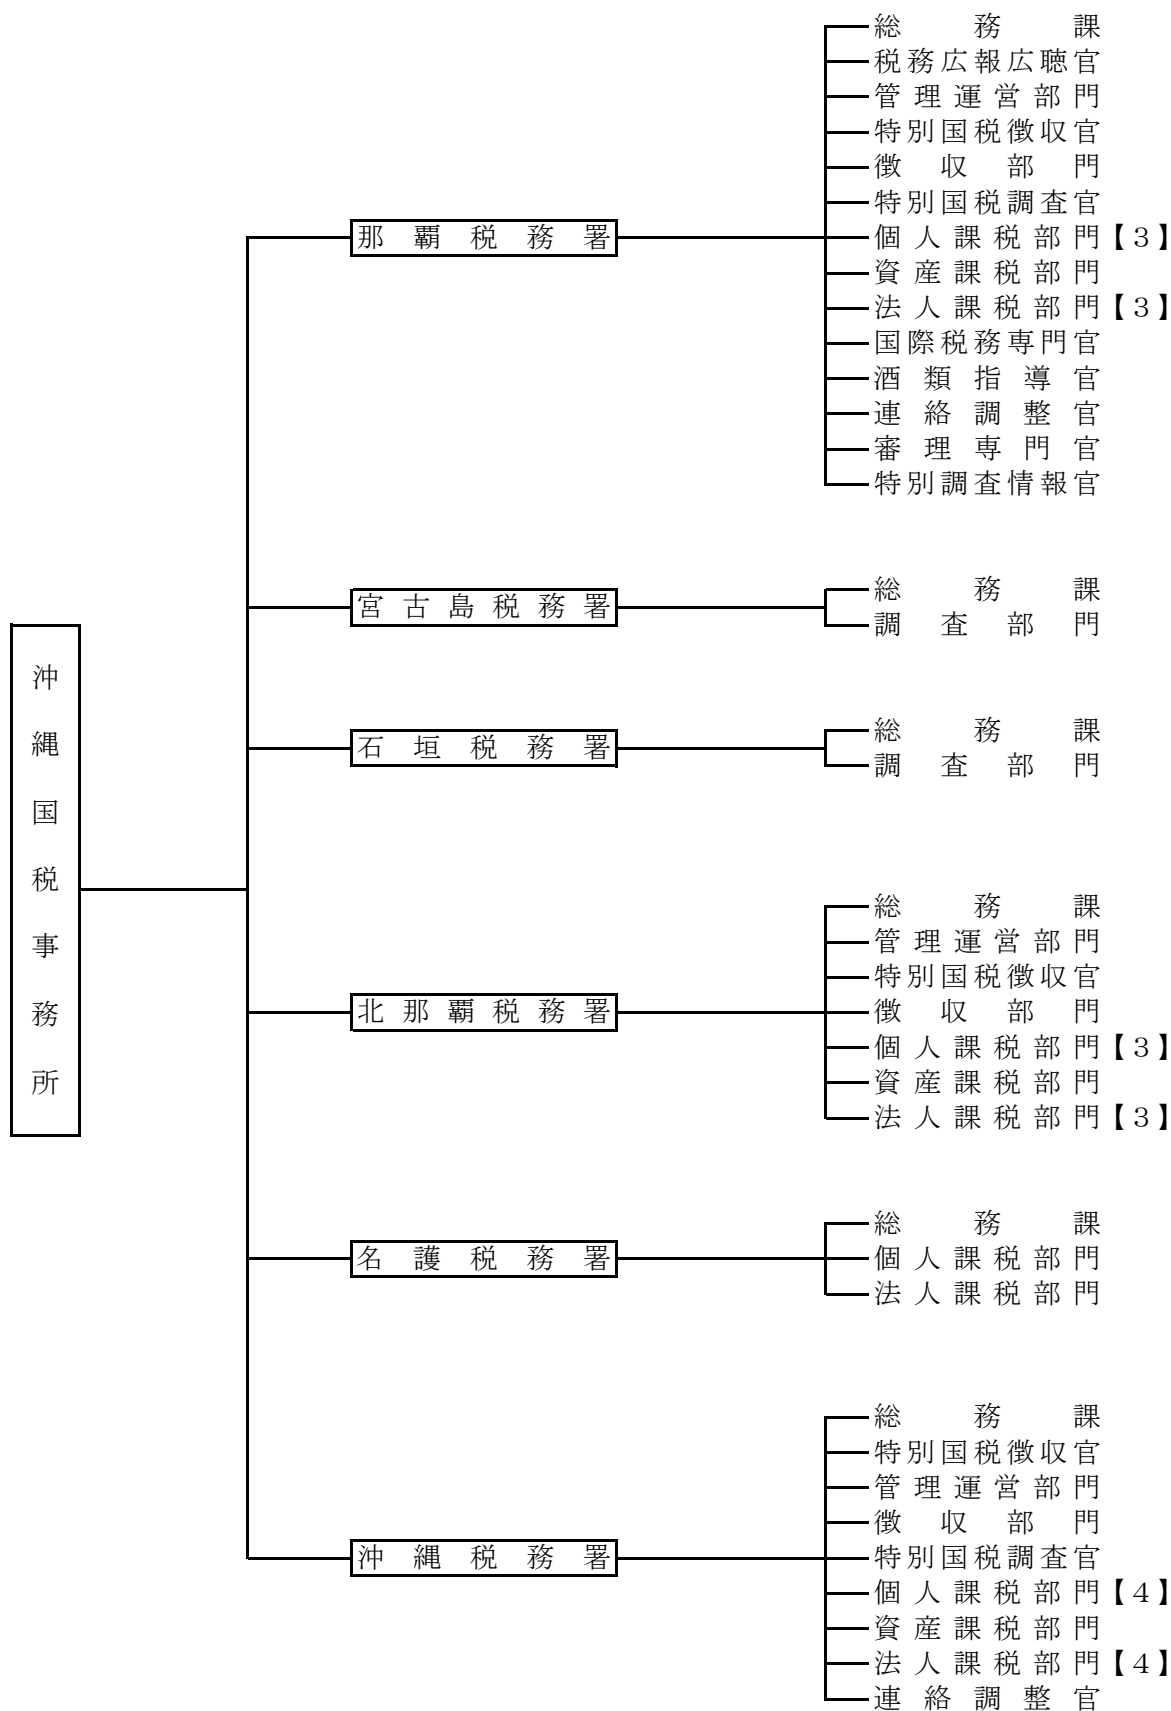 沖縄国税事務所
那覇税務署
総務課
税務広報広聴官
管理運営部門
特別国税徴収官
徴収部門
特別国税調査官
個人課税部門【３】
資産課税部門
法人課税部門【３】
国際税務専門官
酒類指導官
連絡調整官
審理専門官
特別調査情報官
宮古島税務署
総務課
調査部門
石垣税務署
総務課
調査部門
北那覇税務署
総務課
管理運営部門
特別国税徴収官
徴収部門
個人課税部門【３】
資産課税部門
法人課税部門【３】
名護税務署
総務課
個人課税部門
法人課税部門
沖縄税務署
総務課
特別国税徴収官
管理運営部門
徴収部門
特別国税調査官
個人課税部門【４】
資産課税部門
法人課税部門【４】
連絡調整官